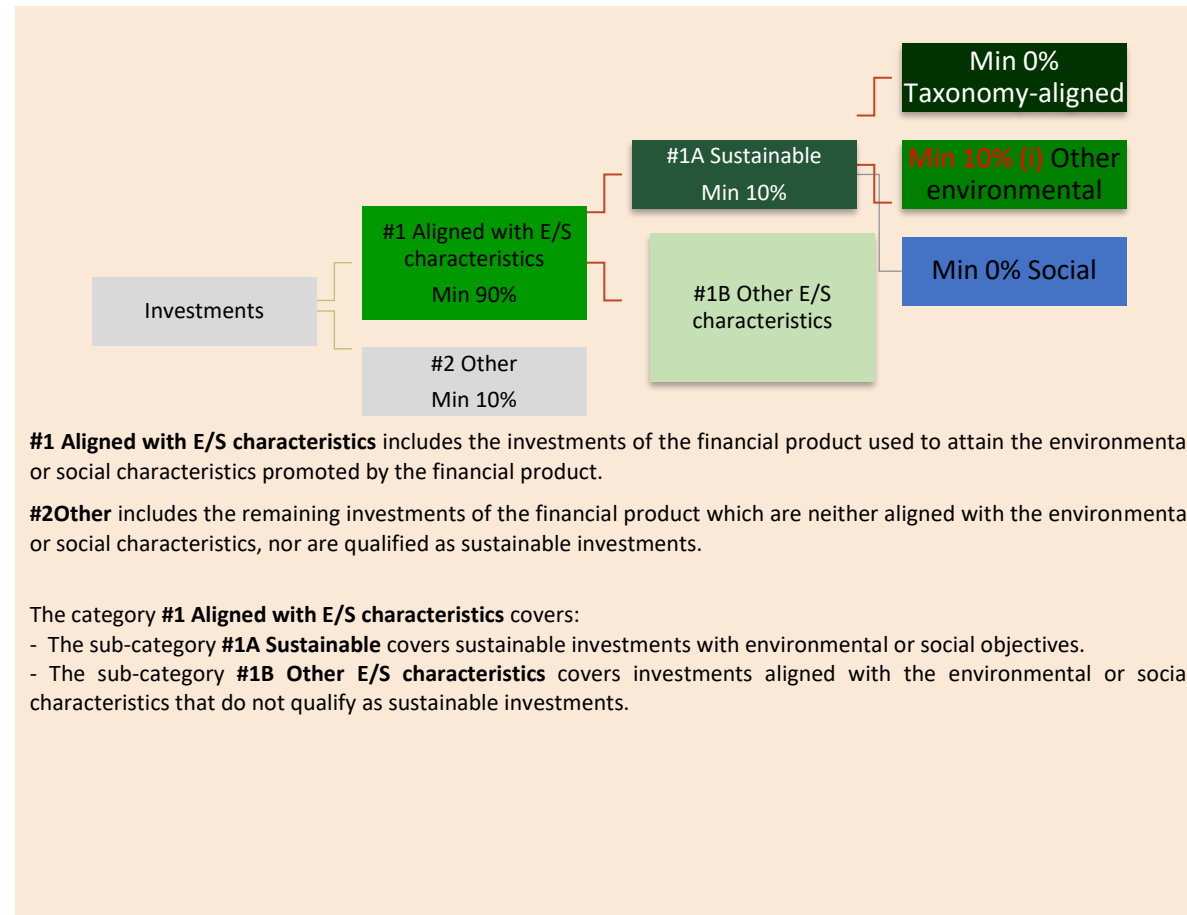 Min 0%
Taxonomy-aligned
#1A Sustainable
Min 10%
Min 10% (i) Other
environmental
#1 Aligned with E/S
characteristics
Min 90%
Min 0% Social
#1B Other E/S
characteristics
Investments
#2 Other
Min 10%
#1 Aligned with E/S characteristics includes the investments of the financial product used to attain the environmenta
or social characteristics promoted by the financial product.
#2Other includes the remaining investments of the financial product which are neither aligned with the environmenta
or social characteristics, nor are qualified as sustainable investments.
The category #1 Aligned with E/S characteristics covers:
- The sub-category #1A Sustainable covers sustainable investments with environmental or social objectives.
- The sub-category #1B Other E/S characteristics covers investments aligned with the environmental or socia
characteristics that do not qualify as sustainable investments.